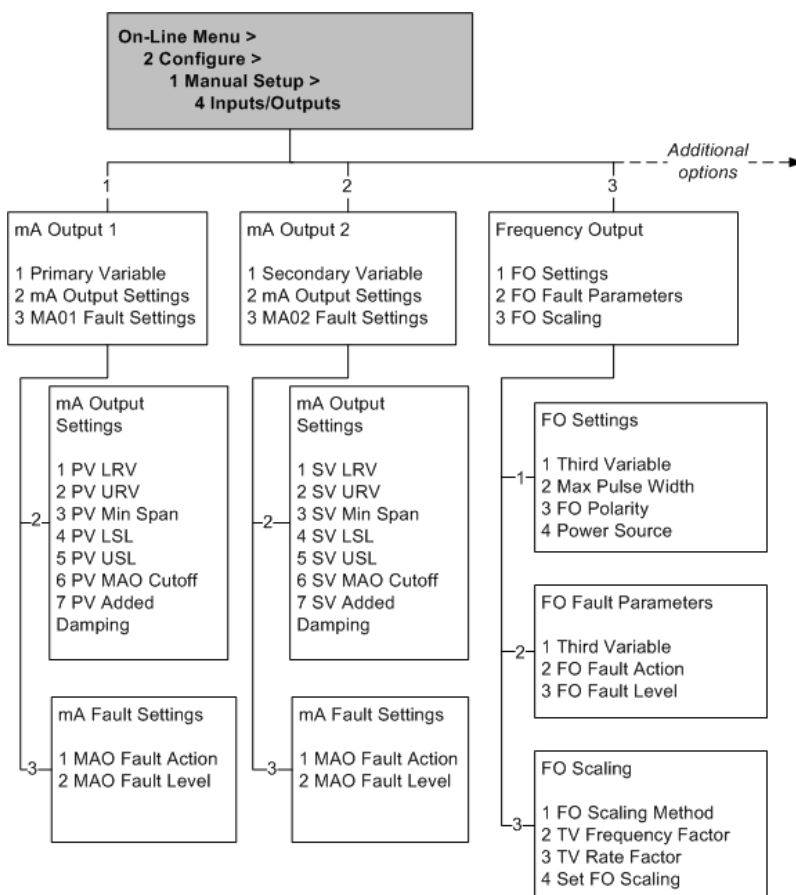 On-Line Menu >
2 Configure >
1 Manual Setup >
4 Inputs/Outputs
Additional
options
1
2
3
mA Output 1
1 Primary Variable
2 mA Output Settings
3 MA01 Fault Settings
mA Output 2
1 Secondary Variable
2 mA Output Settings
3 MA02 Fault Settings
Frequency Output
1 FO Settings
2 FO Fault Parameters
3 FO Scaling
2
mA Output
Settings
1 PV LRV
2 PV URV
3 PV Min Span
4 PV LSL
5 PV USL
6 PV MAO Cutoff
7 PV Added
Damping
3
mA Fault Settings
1 MAO Fault Action
2 MAO Fault Level
2
mA Output
Settings
1 SV LRV
2 SV URV
3 SV Min Span
4 SV LSL
5 SV USL
6 SV MAO Cutoff
7 SV Added
Damping
3
mA Fault Settings
1 MAO Fault Action
2 MAO Fault Level
1
FO Settings
1 Third Variable
2 Max Pulse Width
3 FO Polarity
4 Power Source
2
FO Fault Parameters
1 Third Variable
2 FO Fault Action
3 FO Fault Level
3
FO Scaling
1 FO Scaling Method
2 TV Frequency Factor
3 TV Rate Factor
4 Set FO Scaling